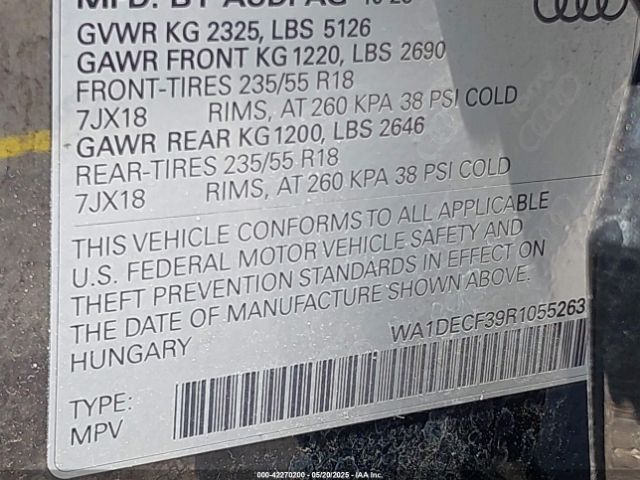 MFD. BY AUDI AG
GVWR KG 2325, LBS 5126
GAWR FRONT KG 1220, LBS 2690
FRONT-TIRES 235/55 R18
7JX18 RIMS, AT 260 KPA 38 PSI COLD
GAWR REAR KG 1200, LBS 2646
REAR-TIRES 235/55 R18
7JX18 RIMS, AT 260 KPA 38 PSI COLD
THIS VEHICLE CONFORMS TO ALL APPLICABLE
U.S. FEDERAL MOTOR VEHICLE SAFETY AND
THEFT PREVENTION STANDARDS IN EFFECT ON
THE DATE OF MANUFACTURE SHOWN ABOVE.
HUNGARY WA1DECF39R1055263
TYPE:
MPV
000-42270200 - 05/20/2025 - IAA, Inc.